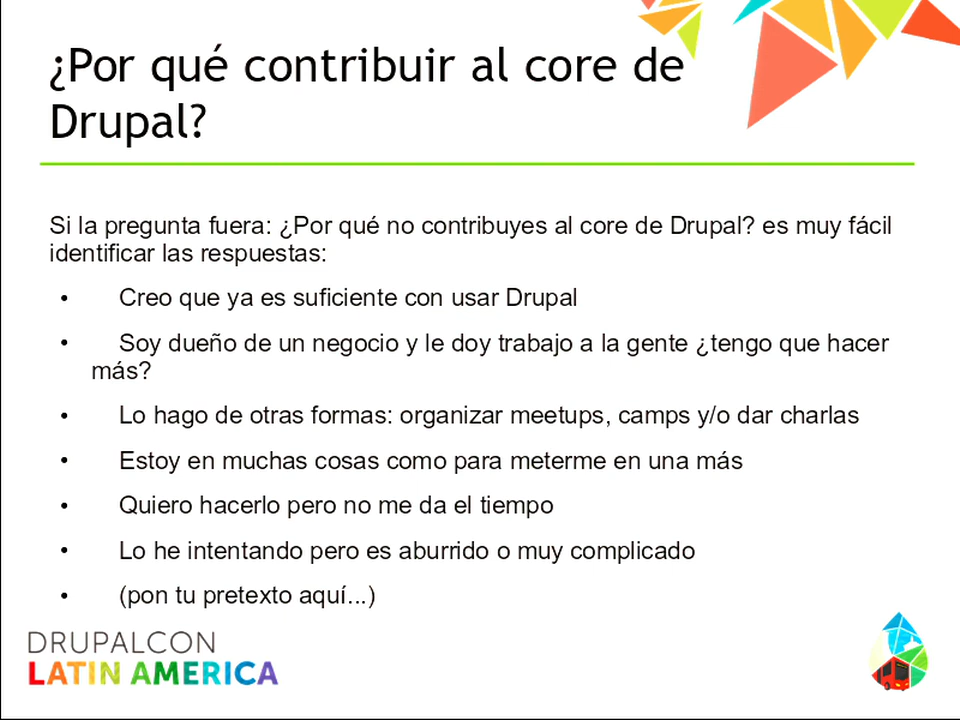 ¿Por qué contribuir al core de
Drupal?
Si la pregunta fuera: ¿Por qué no contribuyes al core de Drupal? es muy fácil
identificar las respuestas:
• Creo que ya es suficiente con usar Drupal
• Soy dueño de un negocio y le doy trabajo a la gente ¿tengo que hacer
más?
• Lo hago de otras formas: organizar meetups, camps y/o dar charlas
• Estoy en muchas cosas como para meterme en una más
• Quiero hacerlo pero no me da el tiempo
• Lo he intentando pero es aburrido o muy complicado
• (pon tu pretexto aquí...)
DRUPALCON
LATIN AMERICA